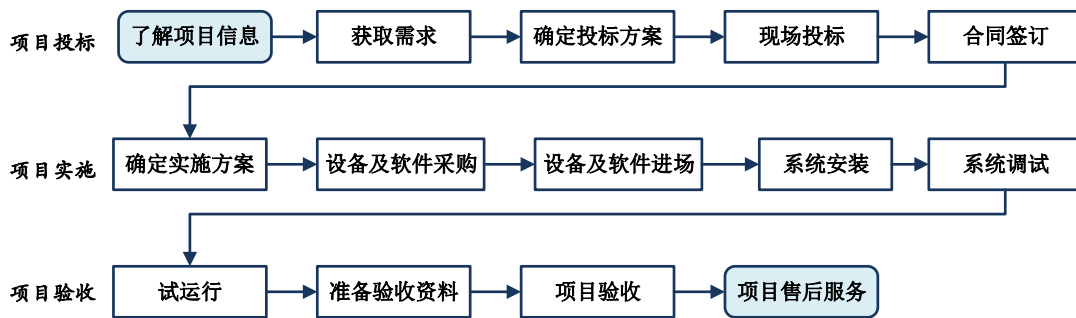 项目投标
了解项目信息
获取需求
确定投标方案
现场投标
合同签订
项目实施
确定实施方案
设备及软件采购
设备及软件进场
系统安装
系统调试
项目验收
试运行
准备验收资料
项目验收
项目售后服务